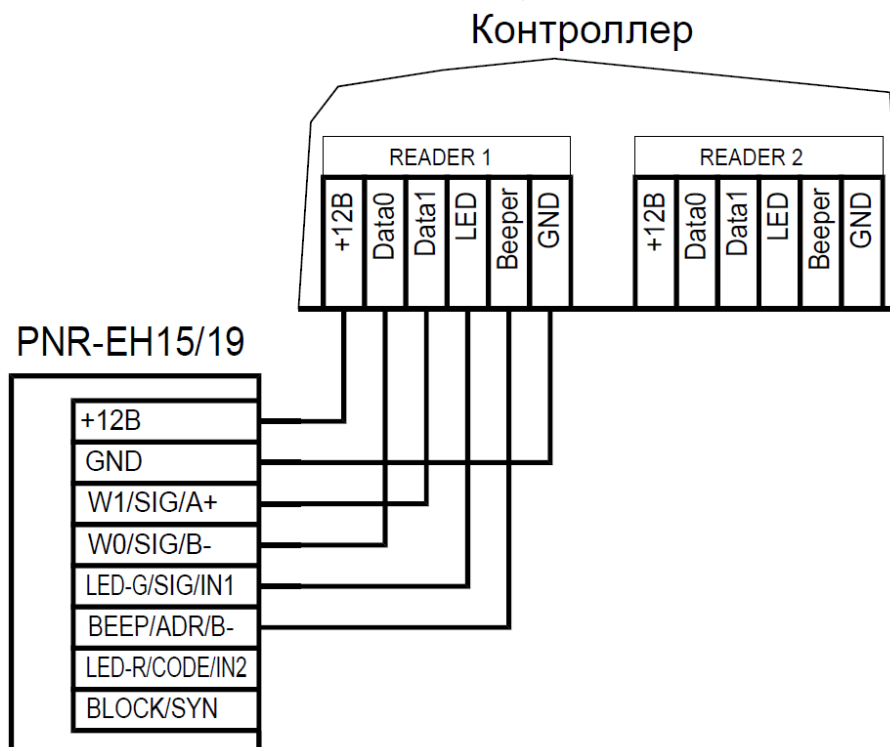 Контроллер
READER 1
READER 2
+12В
Data0
Data1
LED
Beeper
GND
+12В
Data0
Data1
LED
Beeper
GND
PNR-EH15/19
+12В
GND
W1/SIG/A+
W0/SIG/B-
LED-G/SIG/IN1
BEEP/ADR/B-
LED-R/CODE/IN2
BLOCK/SYN